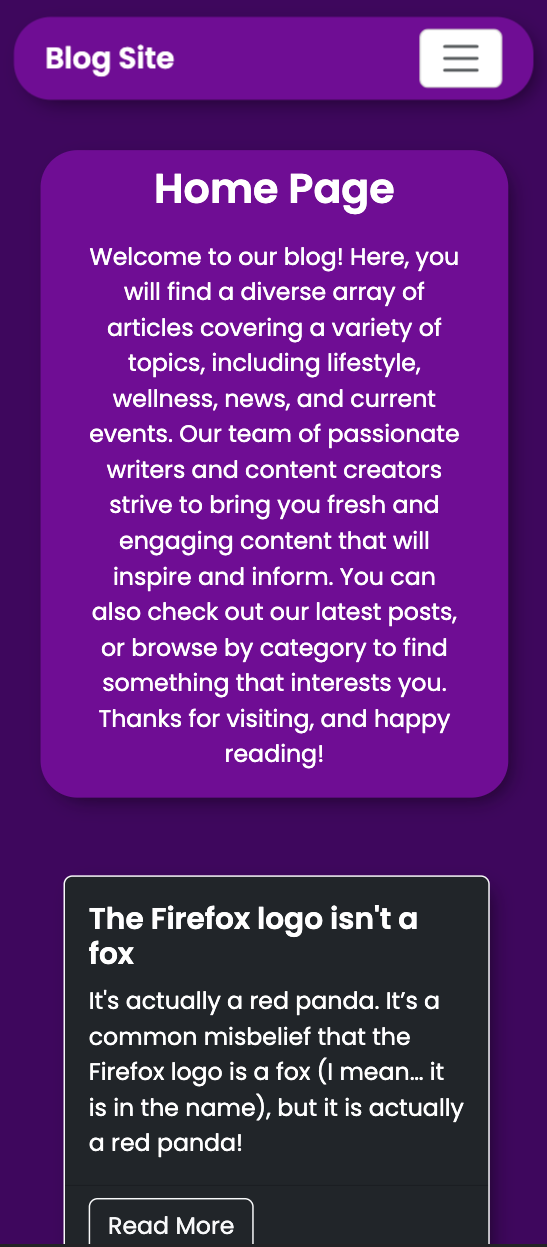 Blog Site
Home Page
Welcome to our blog! Here, you
will find a diverse array of
articles covering a variety of
topics, including lifestyle,
wellness, news, and current
events. Our team of passionate
writers and content creators
strive to bring you fresh and
engaging content that will
inspire and inform. You can
also check out our latest posts,
or browse by category to find
something that interests you.
Thanks for visiting, and happy
reading!
The Firefox logo isn't a
fox
It's actually a red panda. It’s a
common misbelief that the
Firefox logo is a fox (I mean… it
is in the name), but it is actually
a red panda!
Read More